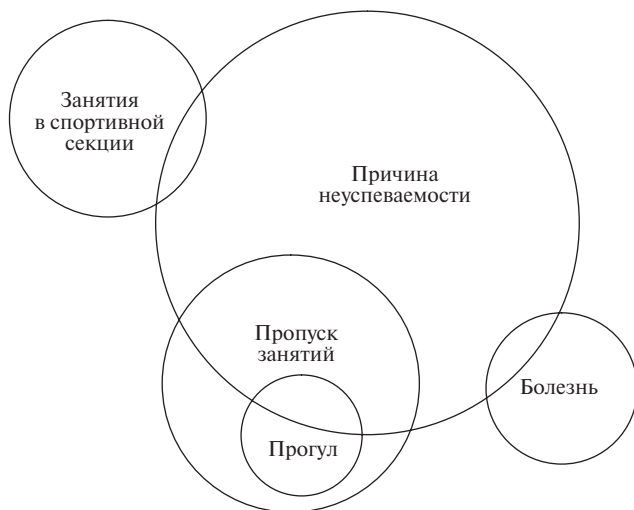 Занятия
в спортивной
секции
Причина
неуспеваемости
Пропуск
занятий
Болезнь
Прогул